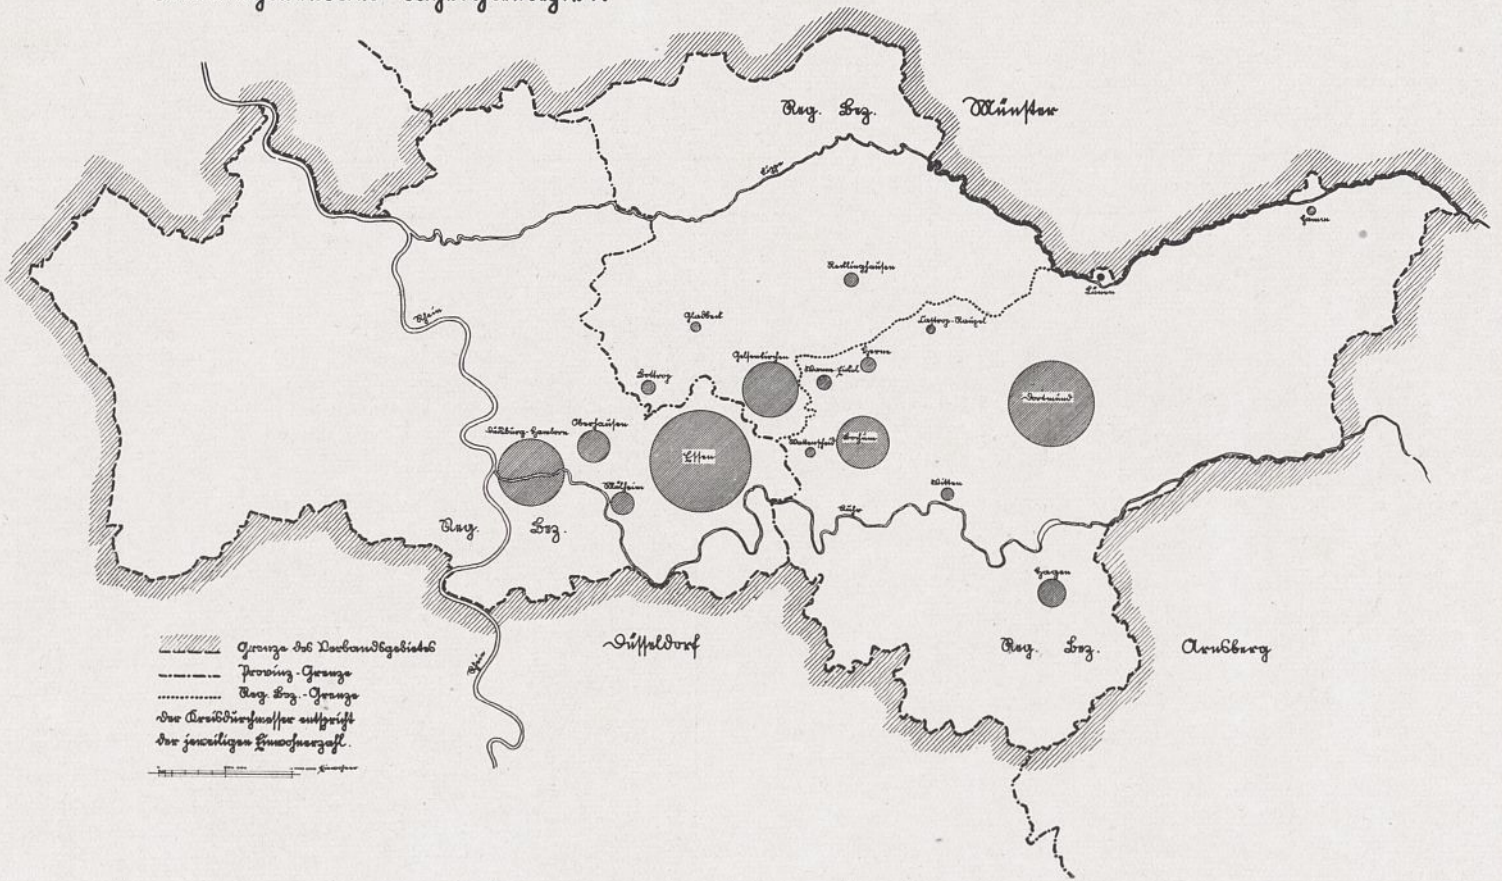 Reg. Bez. Münster
Lippe
Hamm
Recklinghausen
Lünen
Rhein
Gladbeck
Castrop-Rauxel
Herne
Gelsenkirchen
Wanne-Eickel
Bottrop
Dortmund
Oberhausen
Duisburg-Hamborn
Wattenscheid
Bochum
Essen
Mülheim
Witten
Ruhr
Reg. Bez.
Hagen
Düsseldorf
Reg. Bez. Arnsberg
Rhein
Grenze des Verbandsgebietes
Provinz-Grenze
Reg. Bez.-Grenze
Der Kreisdurchmesser entspricht
der jeweiligen Einwohnerzahl.
Einwohner